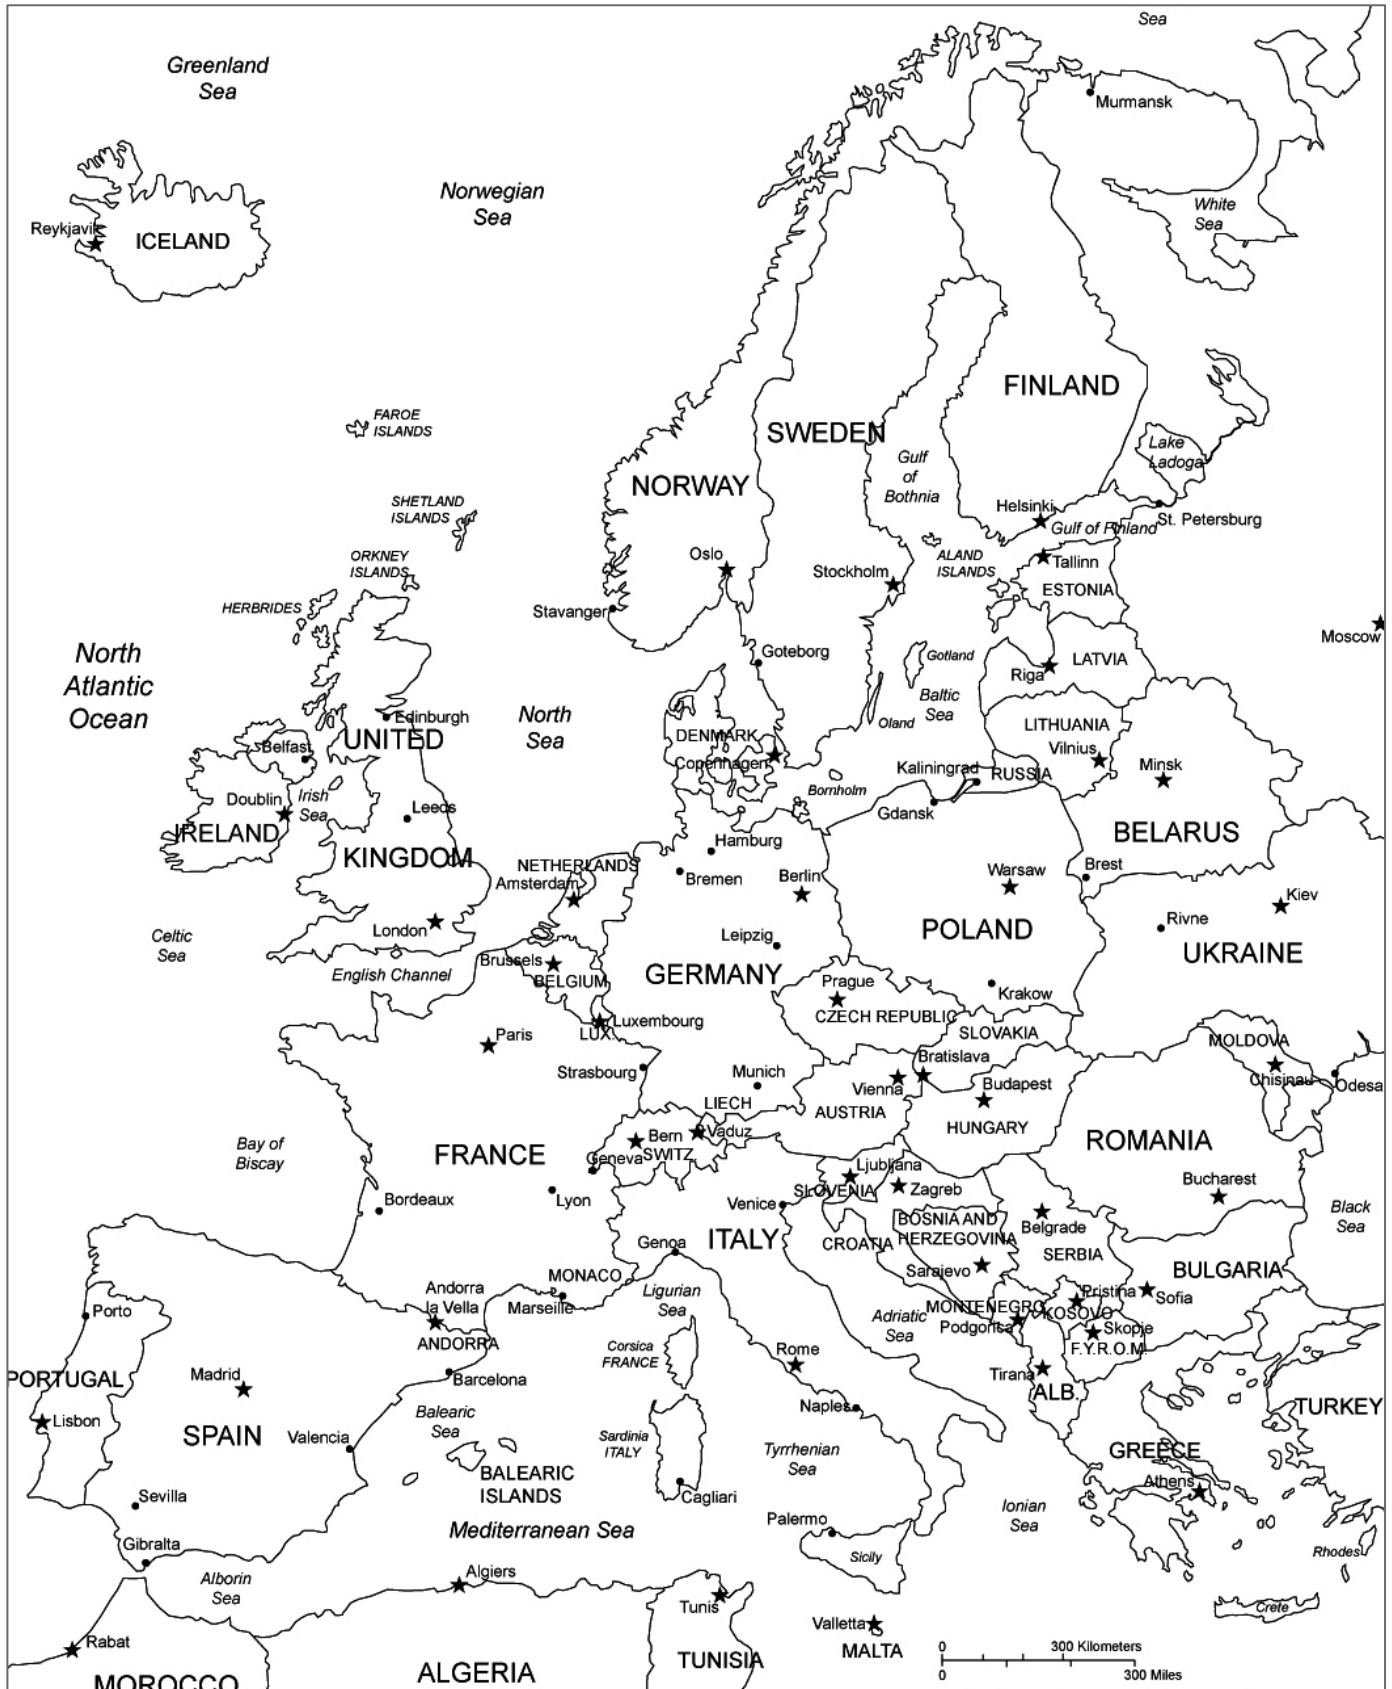 Sea
Greenland
Sea
Murmansk
Norwegian
Sea
White
Sea
Reykjavik
ICELAND
FINLAND
FAROE
ISLANDS
SWEDEN
Lake
Ladoga
Gulf
of
Bothnia
NORWAY
SHETLAND
ISLANDS
Helsinki
Gulf of Finland
St. Petersburg
ORKNEY
ISLANDS
Oslo
ALAND
ISLANDS
Tallinn
Stockholm
ESTONIA
HERBRIDES
Stavanger
Moscow
North
Atlantic
Ocean
Goteborg
Gotland
LATVIA
Riga
Baltic
Sea
Oland
North
Sea
Edinburgh
UNITED
DENMARK
Copenhagen
LITHUANIA
Vilnius
Belfast
Kaliningrad
RUSSIA
Minsk
Bornholm
Gdansk
Doublin
Irish
Sea
Leeds
IRELAND
BELARUS
KINGDOM
Hamburg
NETHERLANDS
Amsterdam
Bremen
Berlin
Warsaw
Brest
Kiev
London
Rivne
POLAND
Leipzig
Celtic
Sea
UKRAINE
English Channel
Brussels
BELGIUM
GERMANY
Prague
Krakow
CZECH REPUBLIC
Luxembourg
LUX.
Paris
SLOVAKIA
MOLDOVA
Bratislava
Strasbourg
Munich
Vienna
Budapest
Chisinau
Odesa
LIECH
AUSTRIA
HUNGARY
Bay of
Biscay
FRANCE
Bern
Vaduz
SWITZ.
Geneva
ROMANIA
Ljubljana
SLOVENIA
Zagreb
Bucharest
Bordeaux
Lyon
Venice
Black
Sea
BOSNIA AND
HERZEGOVINA
Belgrade
ITALY
CROATIA
SERBIA
Genoa
Sarajevo
BULGARIA
MONACO
Marseille
Ligurian
Sea
Andorra
la Vella
ANDORRA
Pristina
Sofia
MONTENEGRO
KOSOVO
Podgorica
Porto
Adriatic
Sea
Skopje
F.Y.R.O.M.
Corsica
FRANCE
Rome
Tirana
ALB.
PORTUGAL
Madrid
Barcelona
Lisbon
Naples
TURKEY
Balearic
Sea
SPAIN
Valencia
Sardinia
ITALY
Tyrrhenian
Sea
GREECE
Athens
BALEARIC
ISLANDS
Cagliari
Sevilla
Ionian
Sea
Mediterranean Sea
Palermo
Gibralta
Sicily
Rhodes
Alborin
Sea
Algiers
Tunis
Crete
Valletta
MALTA
Rabat
0 300 Kilometers
0 300 Miles
MOROCCO
ALGERIA
TUNISIA